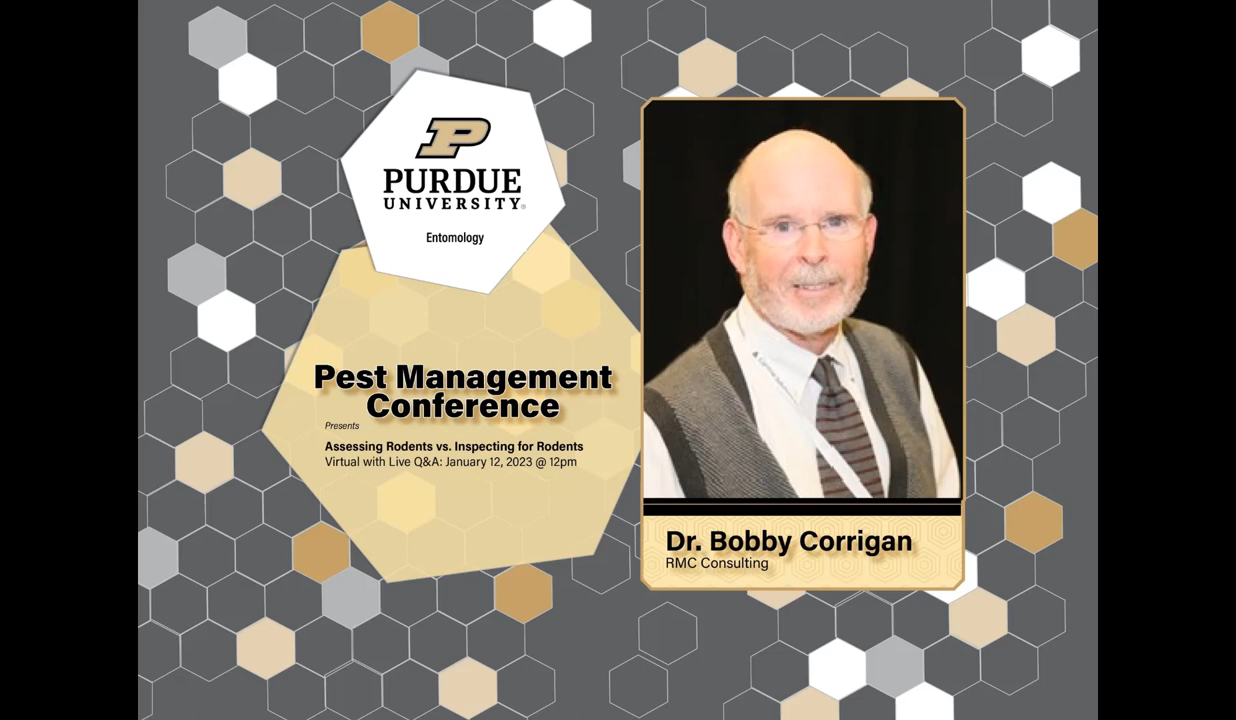 P
PURDUE
UNIVERSITY®
Entomology
Pest Management
Conference
Presents
Assessing Rodents vs. Inspecting for Rodents
Virtual with Live Q&A: January 12, 2023 @ 12pm
Dr. Bobby Corrigan
RMC Consulting